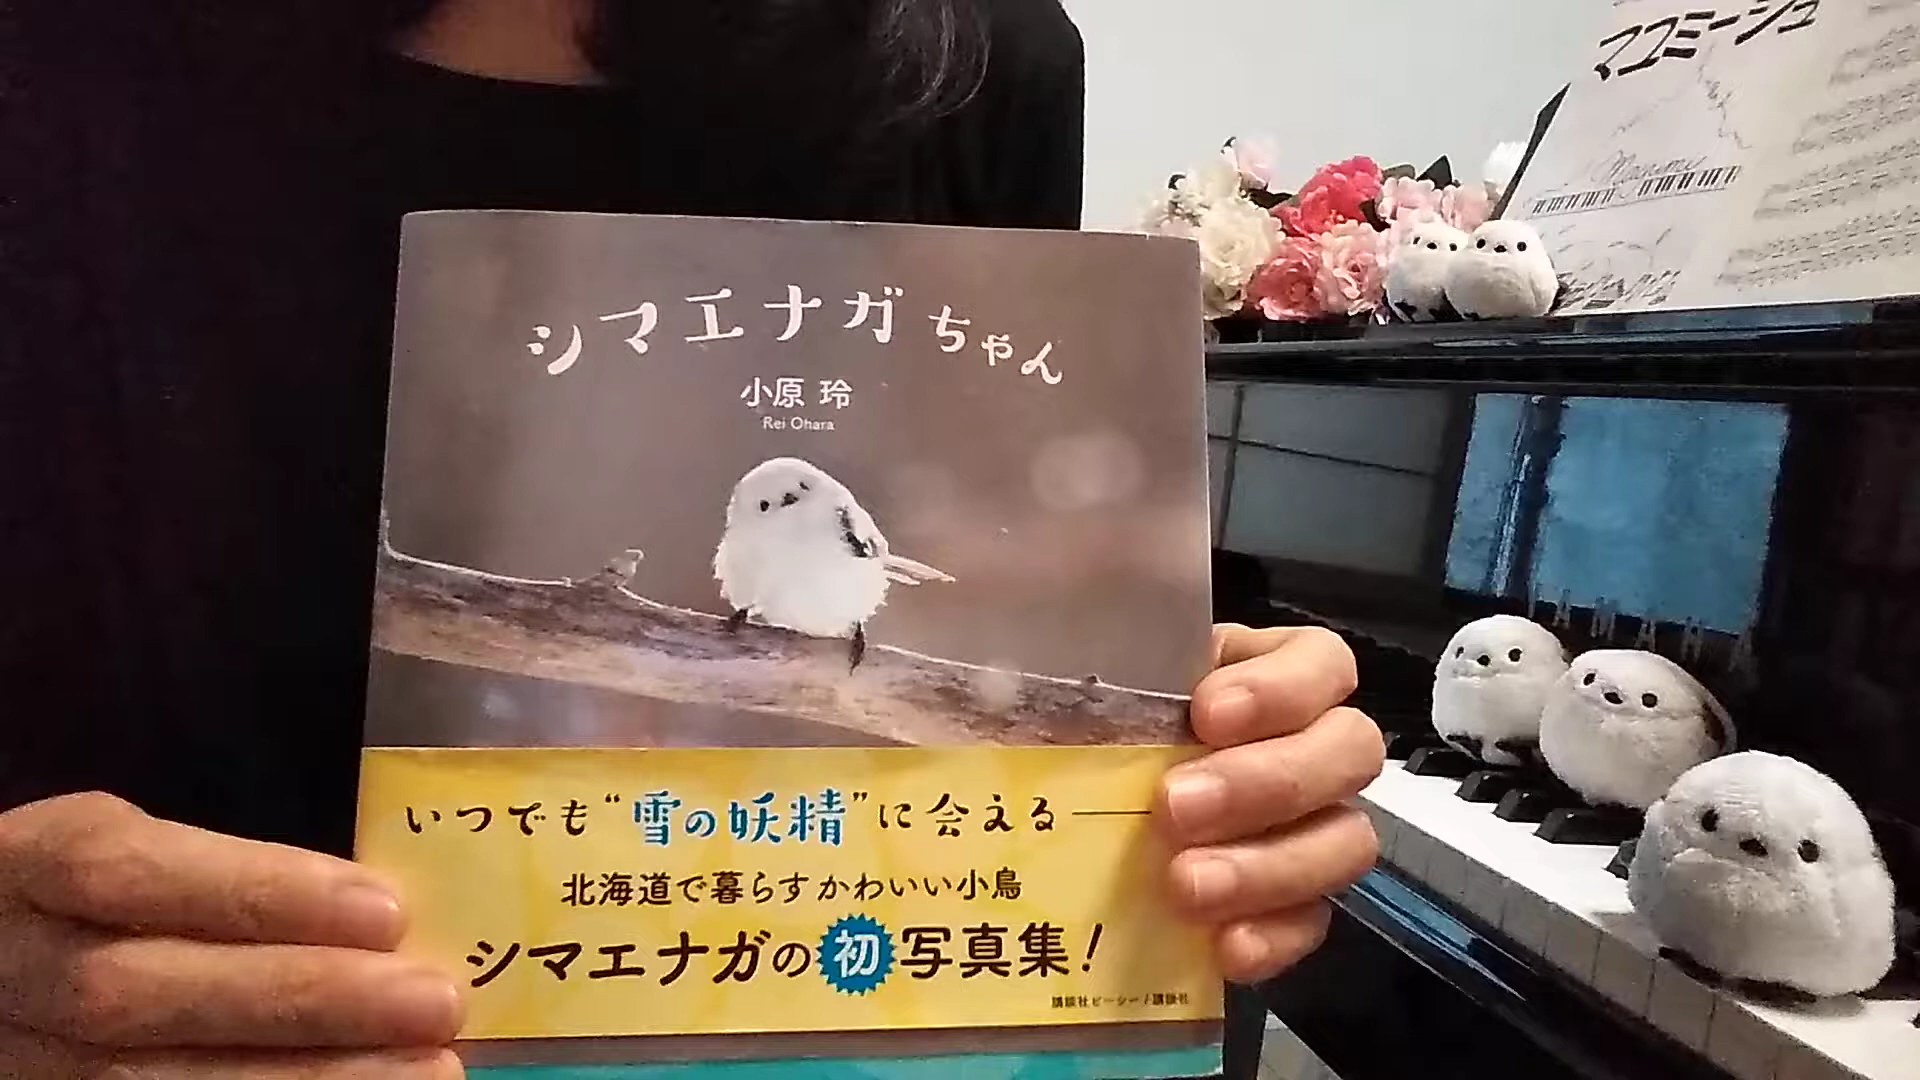 マコミーシュ
シマエナガちゃん
小原 玲
Rei Ohara
いつでも“雪の妖精”に会える――
北海道で暮らすかわいい小鳥
シマエナガの初写真集！
講談社ビーシー／講談社
YAMAHA